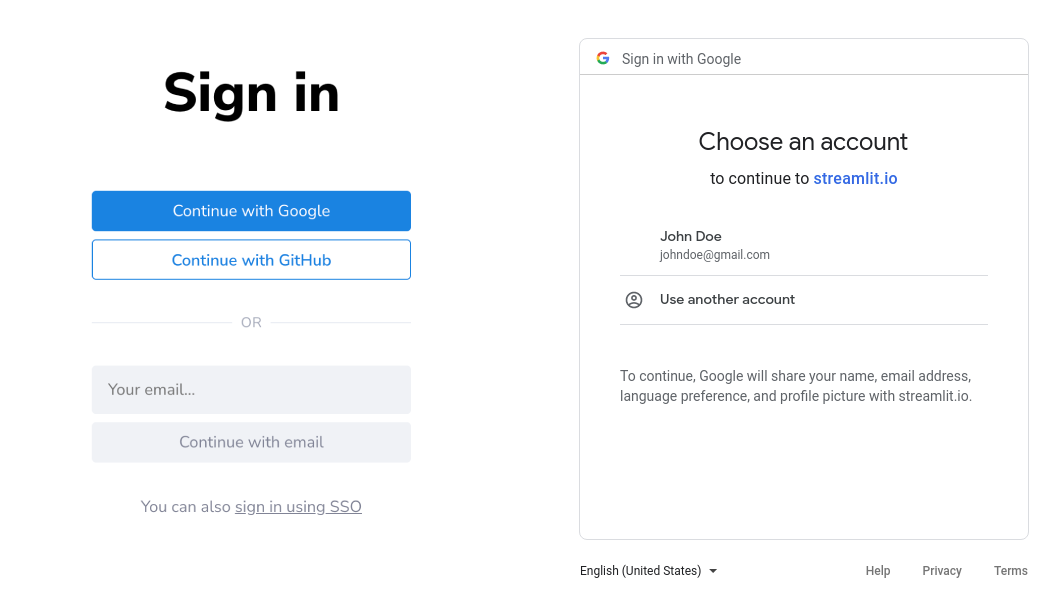 Sign in
Continue with Google
Continue with GitHub
OR
Your email...
Continue with email
You can also sign in using SSO
Sign in with Google
Choose an account
to continue to streamlit.io
John Doe
johndoe@gmail.com
Use another account
To continue, Google will share your name, email address,
language preference, and profile picture with streamlit.io.
English (United States)
Help Privacy Terms